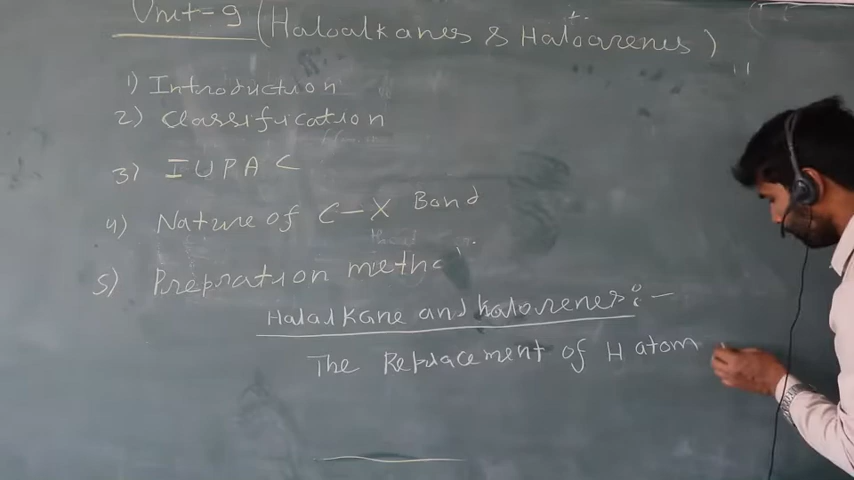 Unit=9 (Haloalkanes & Haloarenes)
1) Introduction
2) Classification
3) IUPAC
4) Nature of C-X Bond
5) Prepration metho
Halalkane and haloreners :-
The Replacement of H atom